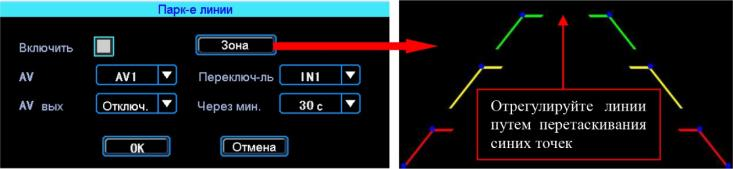 Парк-е линии
Включить Зона
AV AV1 Переключ-ль IN1
AV вых Отключ. Через мин. 30 с
OK Отмена
Отрегулируйте линии
путем перетаскивания
синих точек